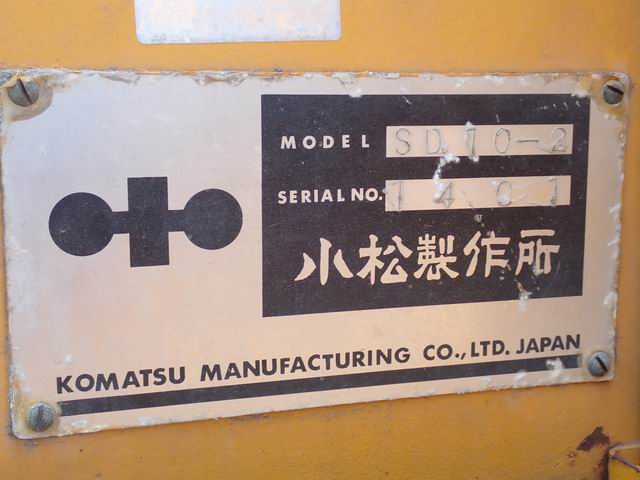 MODEL SD10-2
SERIAL NO. 1401
小松製作所
KOMATSU MANUFACTURING CO., LTD. JAPAN